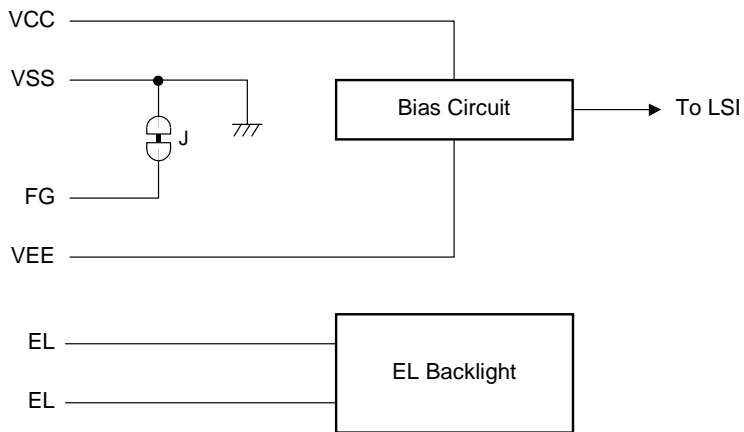 VCC
VSS
Bias Circuit
To LSI
J
FG
VEE
EL
EL Backlight
EL